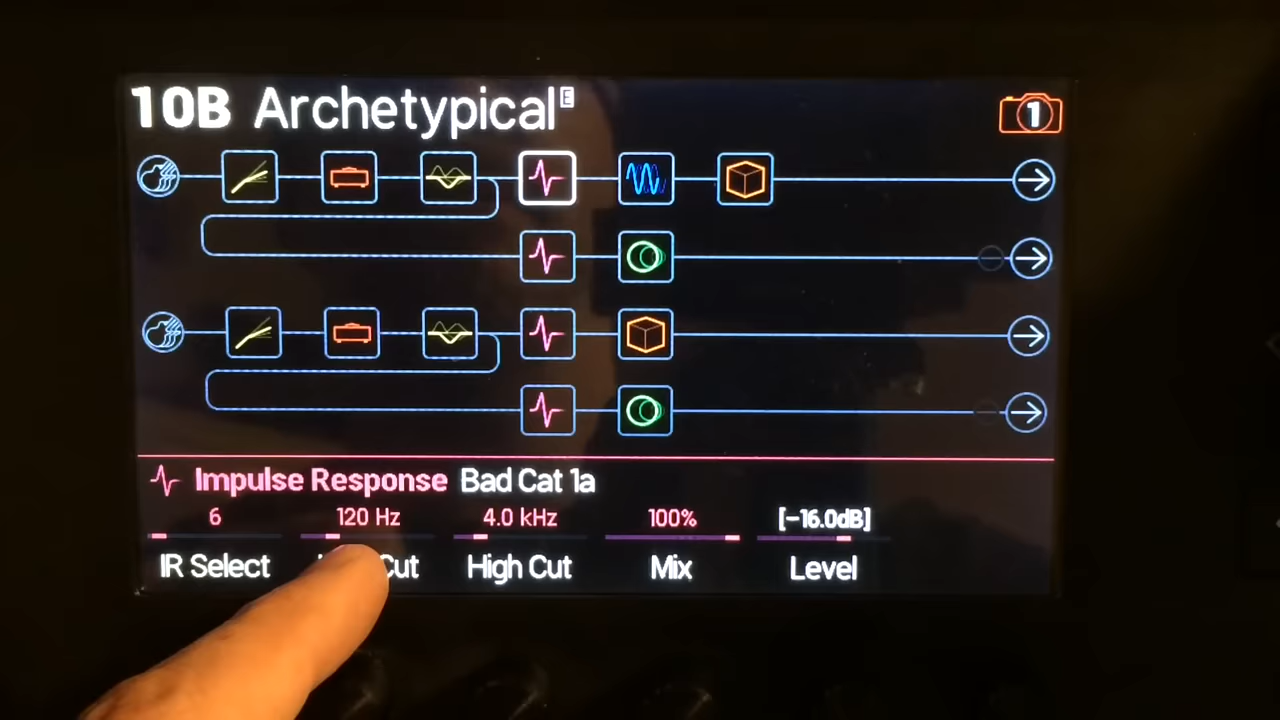 10B Archetypical E
1
Impulse Response Bad Cat 1a
6 120 Hz 4.0 kHz 100% [-16.0dB]
IR Select Cut High Cut Mix Level